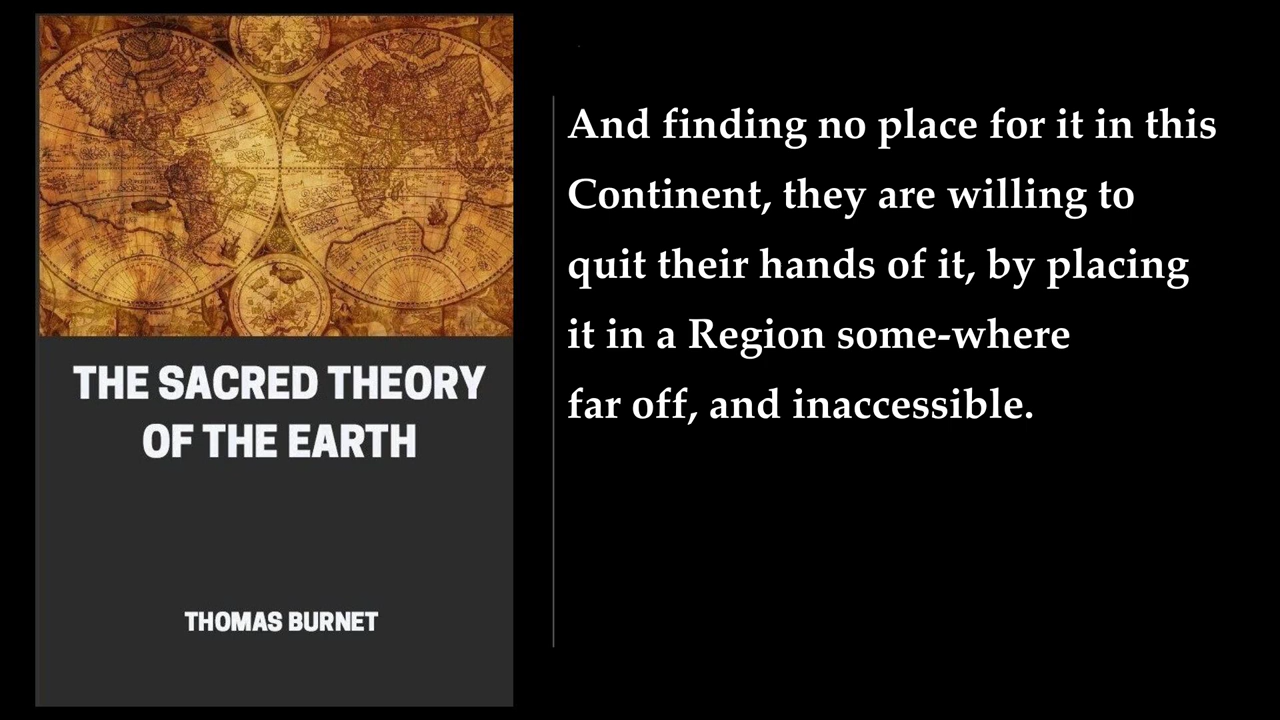 THE SACRED THEORY
OF THE EARTH
THOMAS BURNET
And finding no place for it in this
Continent, they are willing to
quit their hands of it, by placing
it in a Region some-where
far off, and inaccessible.